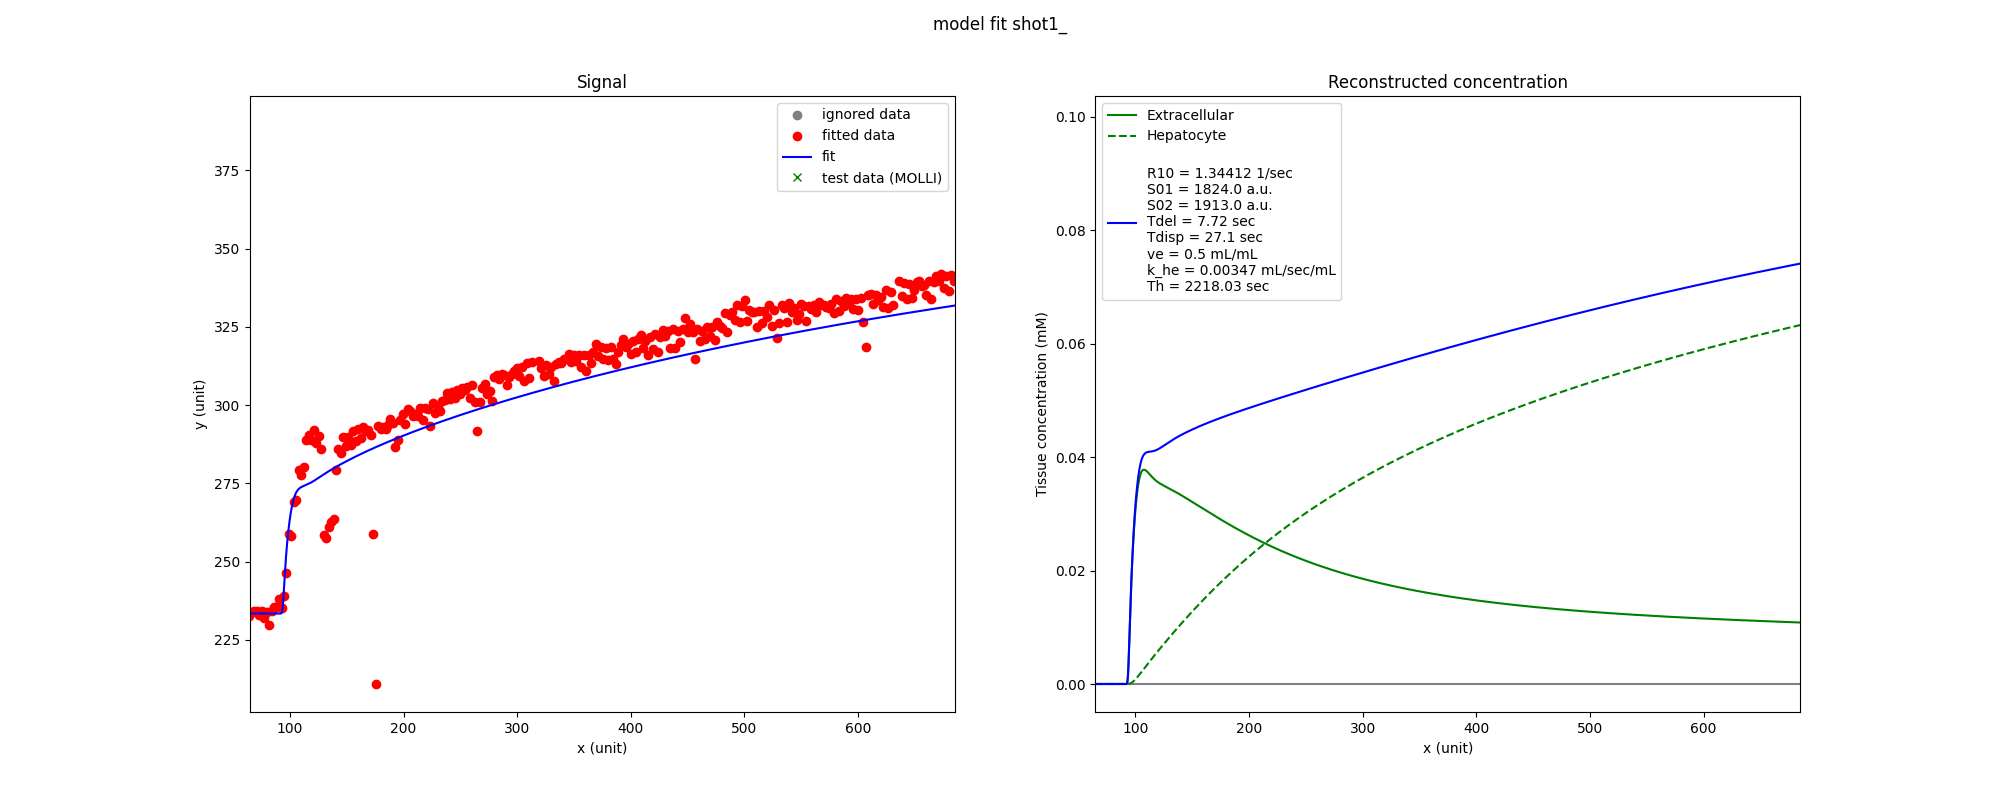 model fit shot1_
Signal
ignored data
fitted data
fit
test data (MOLLI)
375
350
325
300
275
250
225
y (unit)
100 200 300 400 500 600
x (unit)
Reconstructed concentration
Extracellular
Hepatocyte
R10 = 1.34412 1/sec
S01 = 1824.0 a.u.
S02 = 1913.0 a.u.
Tdel = 7.72 sec
Tdisp = 27.1 sec
ve = 0.5 mL/mL
k_he = 0.00347 mL/sec/mL
Th = 2218.03 sec
0.10
0.08
0.06
0.04
0.02
0.00
Tissue concentration (mM)
100 200 300 400 500 600
x (unit)